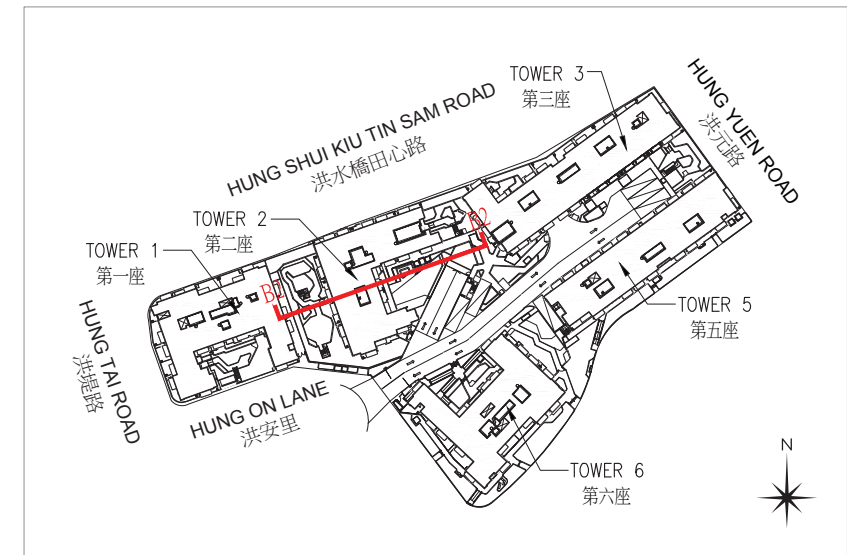 TOWER 3
第三座
HUNG YUEN ROAD
洪元路
HUNG SHUI KIU TIN SAM ROAD
洪水橋田心路
TOWER 2
第二座
B2
TOWER 1
第一座
B2
TOWER 5
第五座
HUNG TAI ROAD
洪堤路
HUNG ON LANE
洪安里
N
TOWER 6
第六座